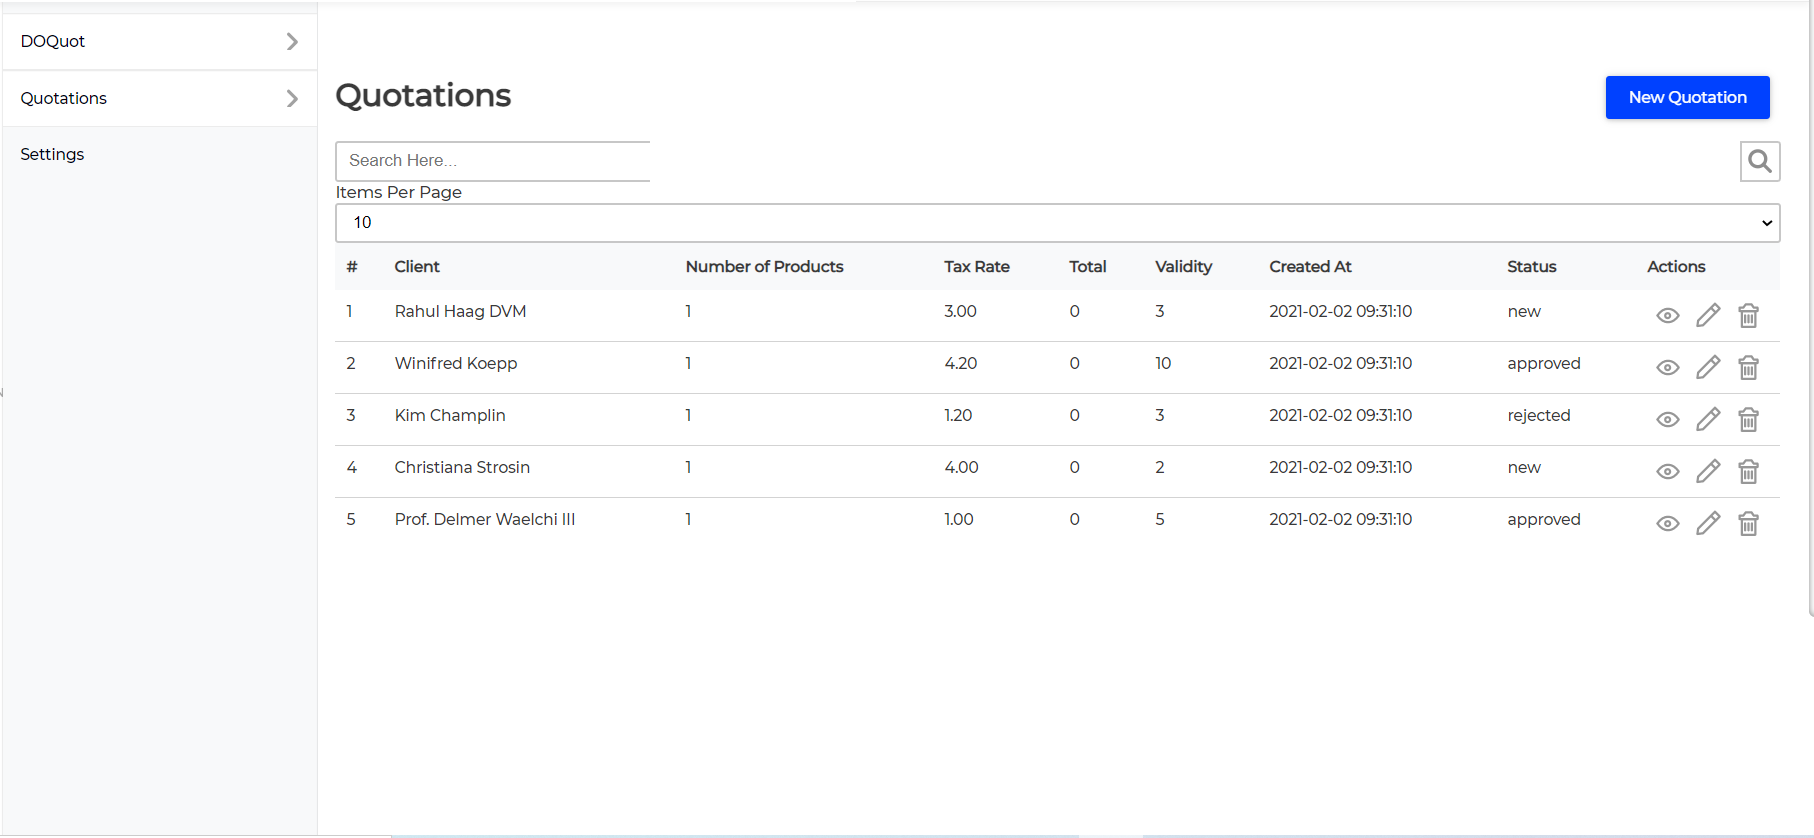 DOQuot
Quotations
Settings
Quotations
New Quotation
Search Here...
Items Per Page
10
# Client Number of Products Tax Rate Total Validity Created At Status Actions
1 Rahul Haag DVM 1 3.00 0 3 2021-02-02 09:31:10 new
2 Winifred Koepp 1 4.20 0 10 2021-02-02 09:31:10 approved
3 Kim Champlin 1 1.20 0 3 2021-02-02 09:31:10 rejected
4 Christiana Strosin 1 4.00 0 2 2021-02-02 09:31:10 new
5 Prof. Delmer Waelchi III 1 1.00 0 5 2021-02-02 09:31:10 approved